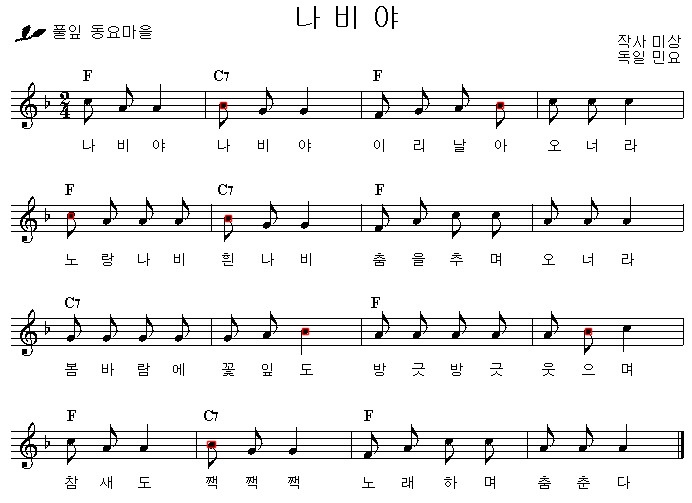 나비야
풀잎 동요마을
작사 미상
독일 민요
F C7 F
2
4
나 비 야 나 비 야 이 리 날 아 오 너 라
F C7 F
노 랑 나 비 흰 나 비 춤 을 추 며 오 너 라
C7 F
봄 바 람 에 꽃 잎 도 방 긋 방 긋 웃 으 며
F C7 F
참 새 도 짹 짹 짹 노 래 하 며 춤 춘 다